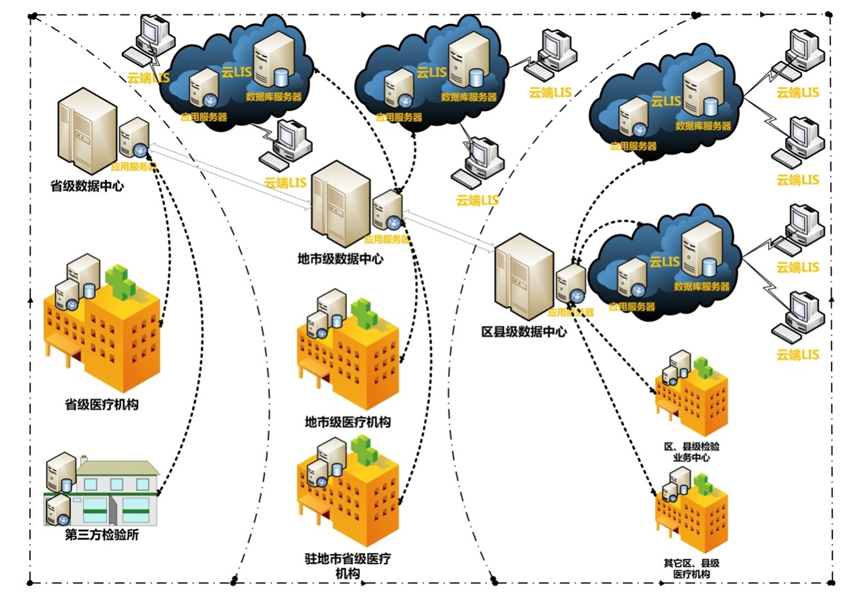 云端LIS
云LIS
数据库服务器
应用服务器
云端LIS
云LIS
数据库服务器
应用服务器
云端LIS
云端LIS
云LIS
数据库服务器
应用服务器
云端LIS
云端LIS
省级数据中心
应用服务器
地市级数据中心
应用服务器
区县级数据中心
应用服务器
云LIS
数据库服务器
应用服务器
云端LIS
云端LIS
省级医疗机构
第三方检验所
地市级医疗机构
驻地市省级医疗
机构
区、县级检验
业务中心
其它区、县级
医疗机构